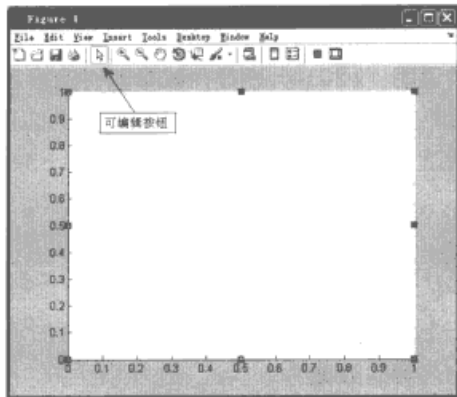 Figure 1
File Edit View Insert Tools Desktop Window Help
可编辑按钮
1
0.9
0.8
0.7
0.6
0.5
0.4
0.3
0.2
0.1
0
0 0.1 0.2 0.3 0.4 0.5 0.6 0.7 0.8 0.9 1